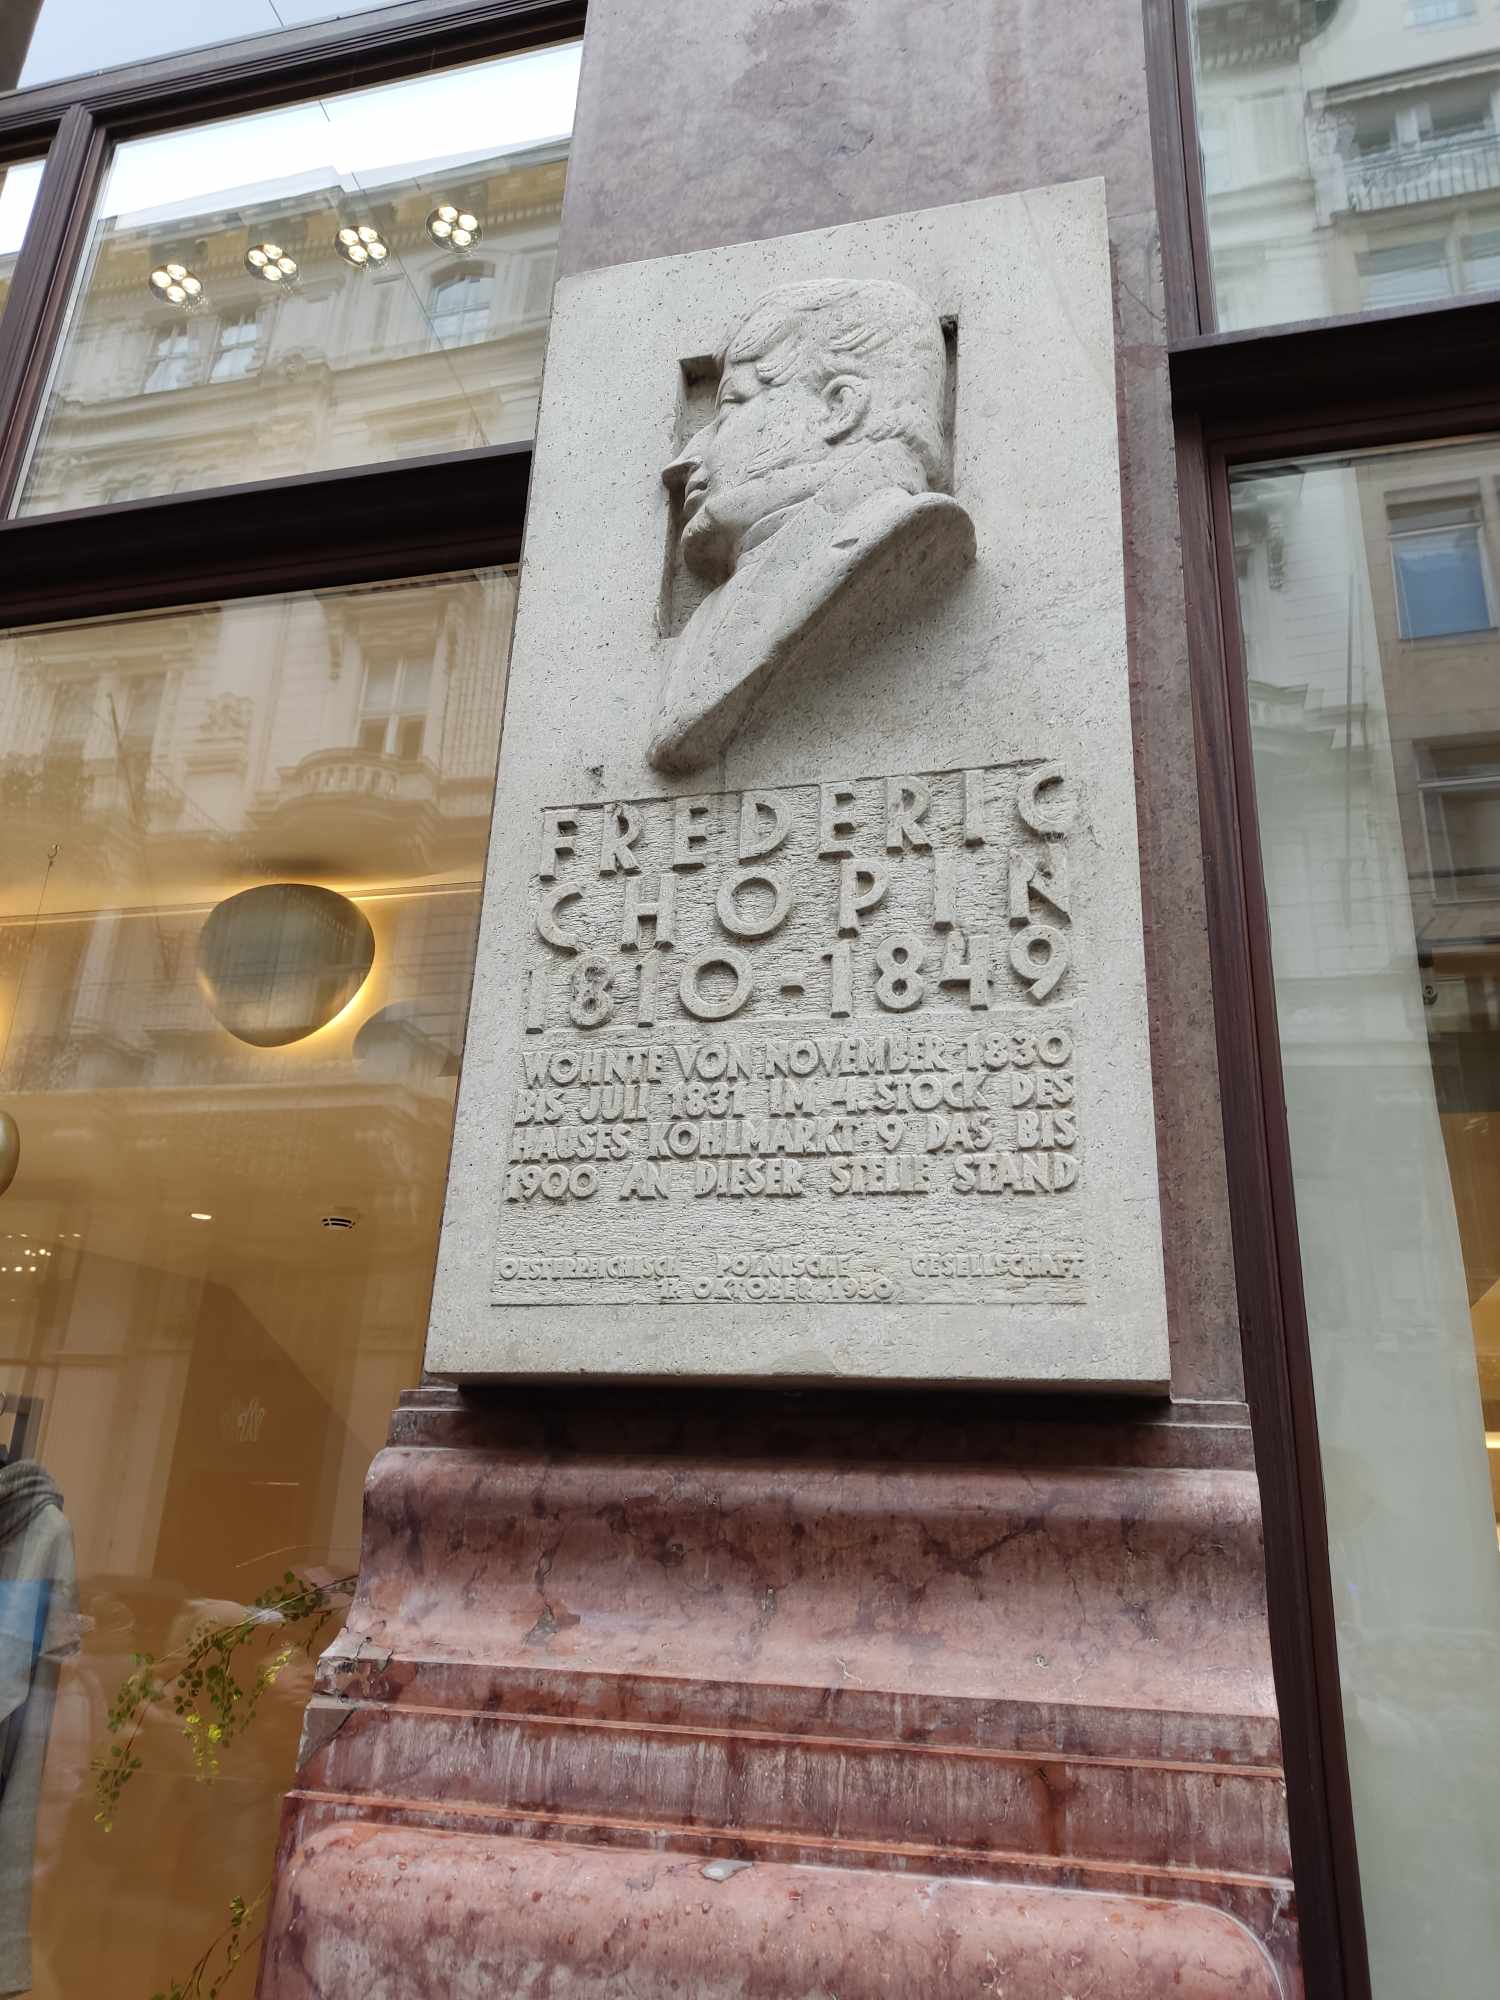 FREDERIC
CHOPIN
1810-1849
WOHNTE VON NOVEMBER 1830
BIS JULI 1831 IM 4. STOCK DES
HAUSES KOHLMARKT 9 DAS BIS
1900 AN DIESER STELLE STAND
OESTERREICHISCH POLNISCHE GESELLSCHAFT
17. OKTOBER 1950